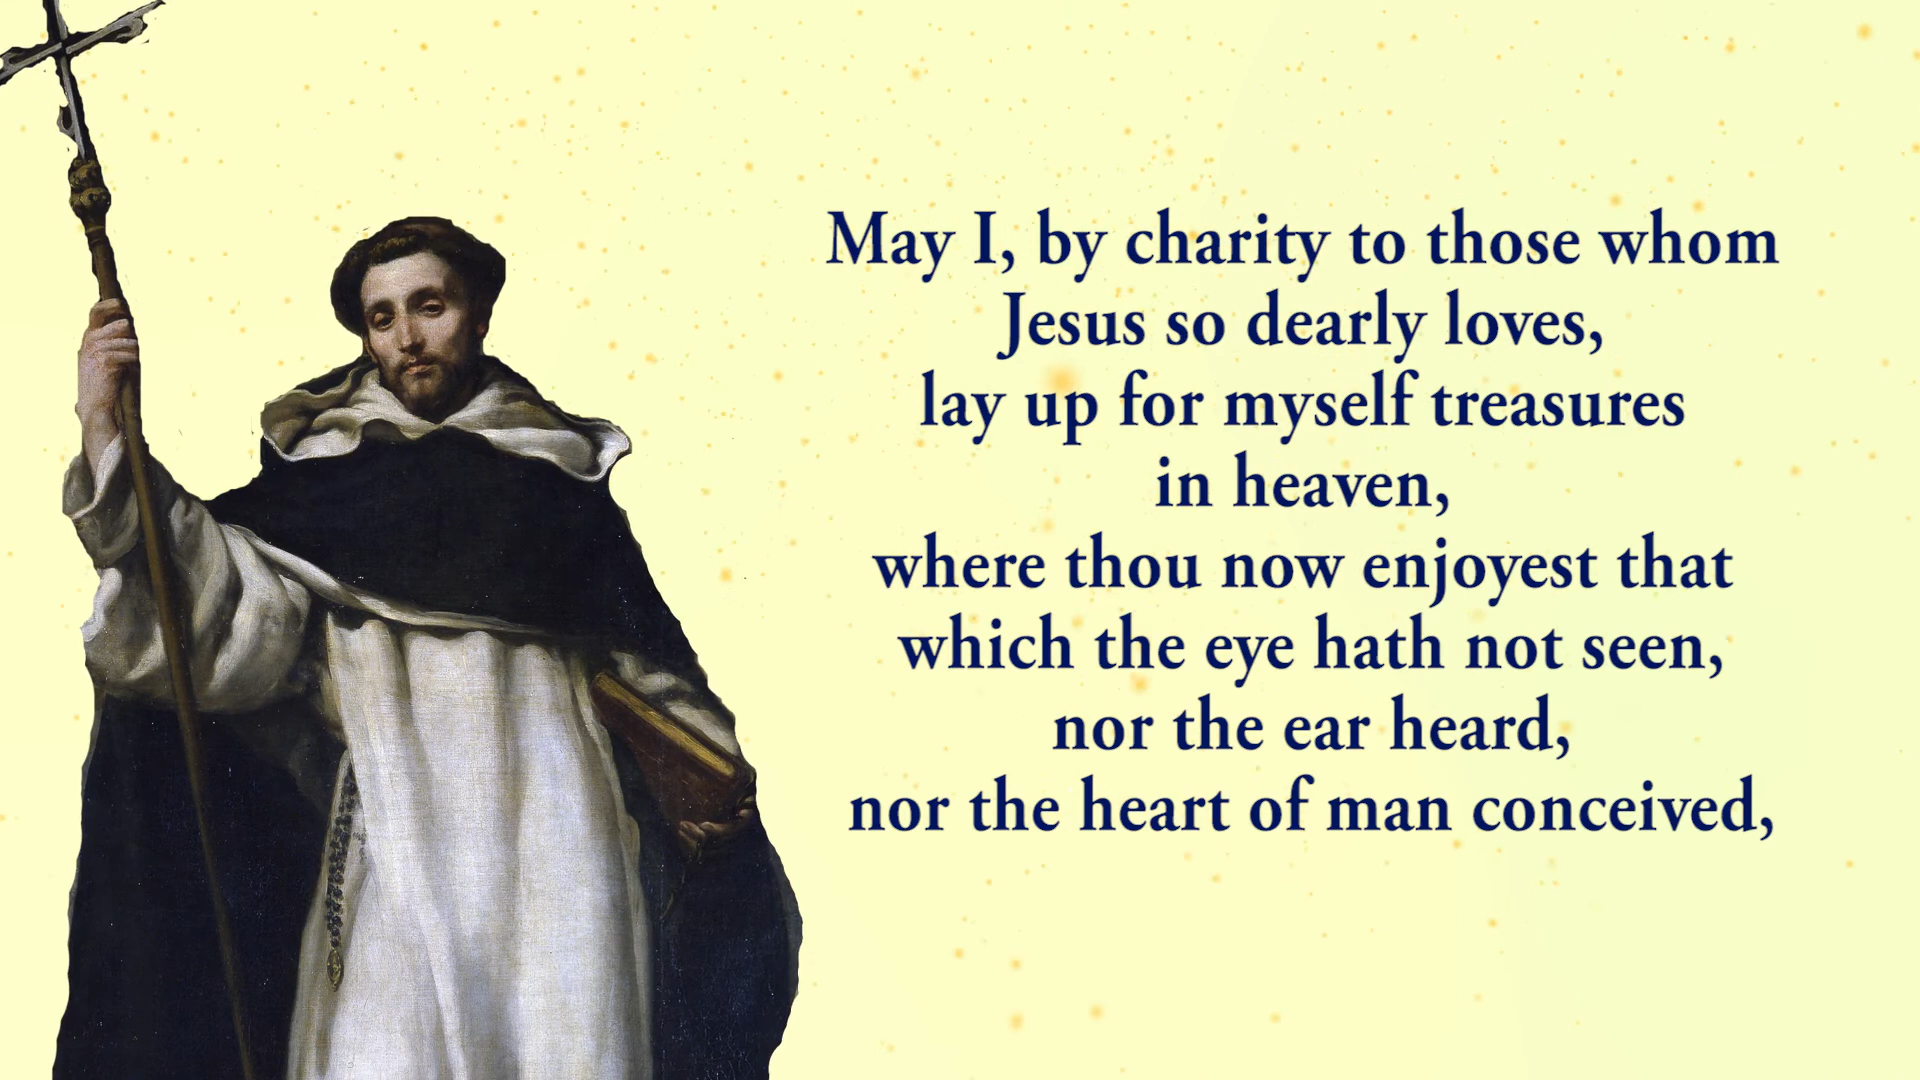 May I, by charity to those whom
Jesus so dearly loves,
lay up for myself treasures
in heaven,
where thou now enjoyest that
which the eye hath not seen,
nor the ear heard,
nor the heart of man conceived,